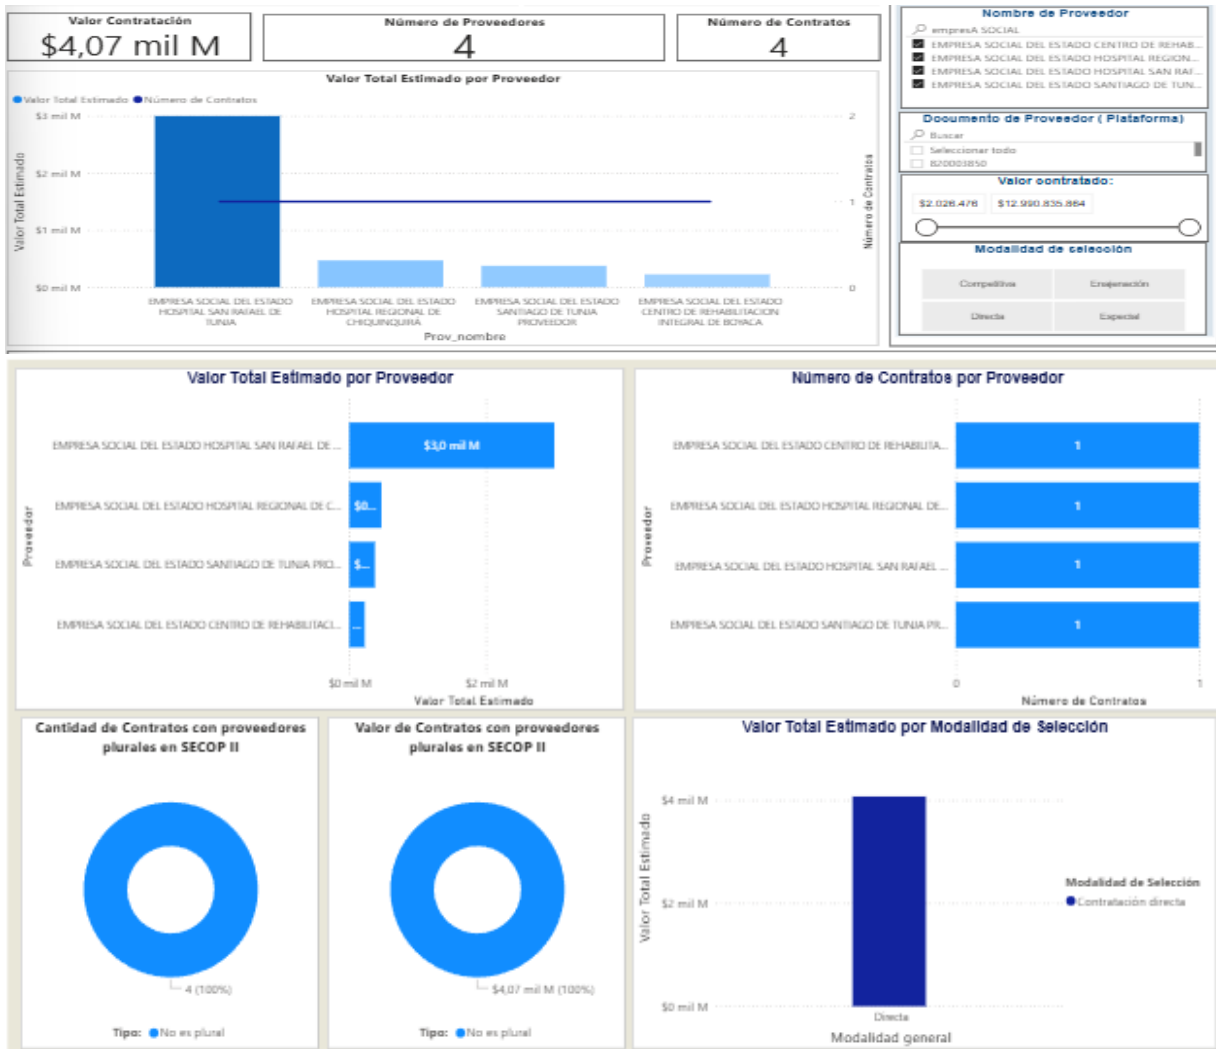 Valor Contratación
$4,07 mil M
Número de Proveedores
4
Número de Contratos
4
Valor Total Estimado por Proveedor
Valor Total Estimado Número de Contratos
Valor Total Estimado
$3 mil M
$2 mil M
$1 mil M
$0 mil M
2
1
0
Número de Contratos
EMPRESA SOCIAL DEL ESTADO
HOSPITAL SAN RAFAEL DE
TUNJA
EMPRESA SOCIAL DEL ESTADO
HOSPITAL REGIONAL DE
CHIQUINQUIRÁ
EMPRESA SOCIAL DEL ESTADO
SANTIAGO DE TUNJA
PROVEEDOR
EMPRESA SOCIAL DEL ESTADO
CENTRO DE REHABILITACION
INTEGRAL DE BOYACA
Prov_nombre
Nombre de Proveedor
empresA SOCIAL
EMPRESA SOCIAL DEL ESTADO CENTRO DE REHAB...
EMPRESA SOCIAL DEL ESTADO HOSPITAL REGION...
EMPRESA SOCIAL DEL ESTADO HOSPITAL SAN RAF...
EMPRESA SOCIAL DEL ESTADO SANTIAGO DE TUN...
Documento de Proveedor ( Plataforma)
Buscar
Seleccionar todo
820003850
Valor contratado:
$2.026.476 $12.990.835.864
Modalidad de selección
Competitiva Enajenación
Directa Especial
Valor Total Estimado por Proveedor
Proveedor
EMPRESA SOCIAL DEL ESTADO HOSPITAL SAN RAFAEL DE ... $3,0 mil M
EMPRESA SOCIAL DEL ESTADO HOSPITAL REGIONAL DE C... $0...
EMPRESA SOCIAL DEL ESTADO SANTIAGO DE TUNJA PRO... $...
EMPRESA SOCIAL DEL ESTADO CENTRO DE REHABILITACI... ...
$0 mil M $2 mil M
Valor Total Estimado
Número de Contratos por Proveedor
Proveedor
EMPRESA SOCIAL DEL ESTADO CENTRO DE REHABILITA... 1
EMPRESA SOCIAL DEL ESTADO HOSPITAL REGIONAL DE... 1
EMPRESA SOCIAL DEL ESTADO HOSPITAL SAN RAFAEL ... 1
EMPRESA SOCIAL DEL ESTADO SANTIAGO DE TUNJA PR... 1
0 1
Número de Contratos
Cantidad de Contratos con proveedores
plurales en SECOP II
4 (100%)
Tipo: No es plural
Valor de Contratos con proveedores
plurales en SECOP II
$4,07 mil M (100%)
Tipo: No es plural
Valor Total Estimado por Modalidad de Selección
Valor Total Estimado
$4 mil M
$2 mil M
$0 mil M
Directa
Modalidad general
Modalidad de Selección
Contratación directa